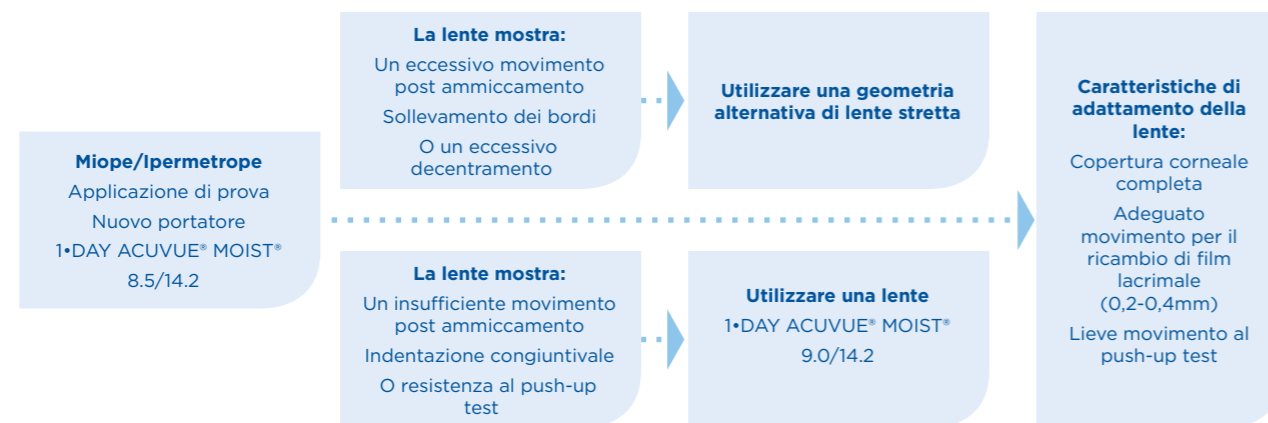 Miope/Ipermetrope
Applicazione di prova
Nuovo portatore
1•DAY ACUVUE® MOIST®
8.5/14.2
La lente mostra:
Un eccessivo movimento
post ammiccamento
Sollevamento dei bordi
O un eccessivo
decentramento
Utilizzare una geometria
alternativa di lente stretta
La lente mostra:
Un insufficiente movimento
post ammiccamento
Indentazione congiuntivale
O resistenza al push-up
test
Utilizzare una lente
1•DAY ACUVUE® MOIST®
9.0/14.2
Caratteristiche di
adattamento della
lente:
Copertura corneale
completa
Adeguato
movimento per il
ricambio di film
lacrimale
(0,2-0,4mm)
Lieve movimento al
push-up test